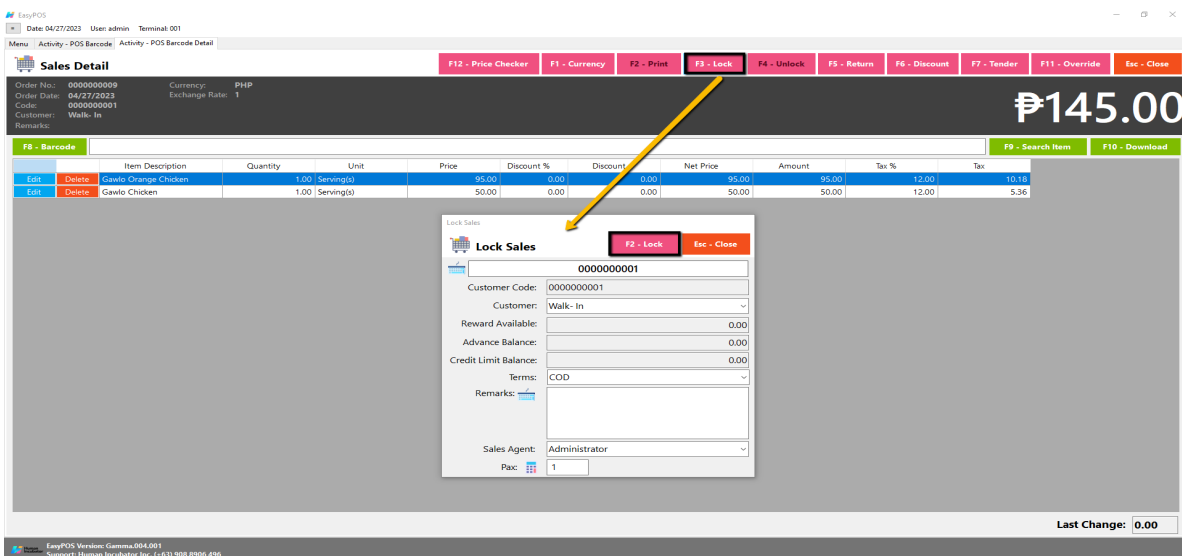 EasyPOS
Date: 04/27/2023 User: admin Terminal: 001
Menu Activity - POS Barcode Activity - POS Barcode Detail
Sales Detail
F12 - Price Checker F1 - Currency F2 - Print F3 - Lock F4 - Unlock F5 - Return F6 - Discount F7 - Tender F11 - Override Esc - Close
Order No.: 0000000009 Currency: PHP
Order Date: 04/27/2023 Exchange Rate: 1
Code: 0000000001
Customer: Walk- In
Remarks:
₱145.00
F8 - Barcode F9 - Search Item F10 - Download
Item Description Quantity Unit Price Discount % Discount Net Price Amount Tax % Tax
Edit Delete Gawlo Orange Chicken 1.00 Serving(s) 95.00 0.00 0.00 95.00 95.00 12.00 10.18
Edit Delete Gawlo Chicken 1.00 Serving(s) 50.00 0.00 0.00 50.00 50.00 12.00 5.36
Lock Sales
Lock Sales F2 - Lock Esc - Close
0000000001
Customer Code: 0000000001
Customer: Walk- In
Reward Available: 0.00
Advance Balance: 0.00
Credit Limit Balance: 0.00
Terms: COD
Remarks:
Sales Agent: Administrator
Pax: 1
Last Change: 0.00
EasyPOS Version: Gamma.04.001
Support: Human Incubator Inc. (+63) 908 8906 496